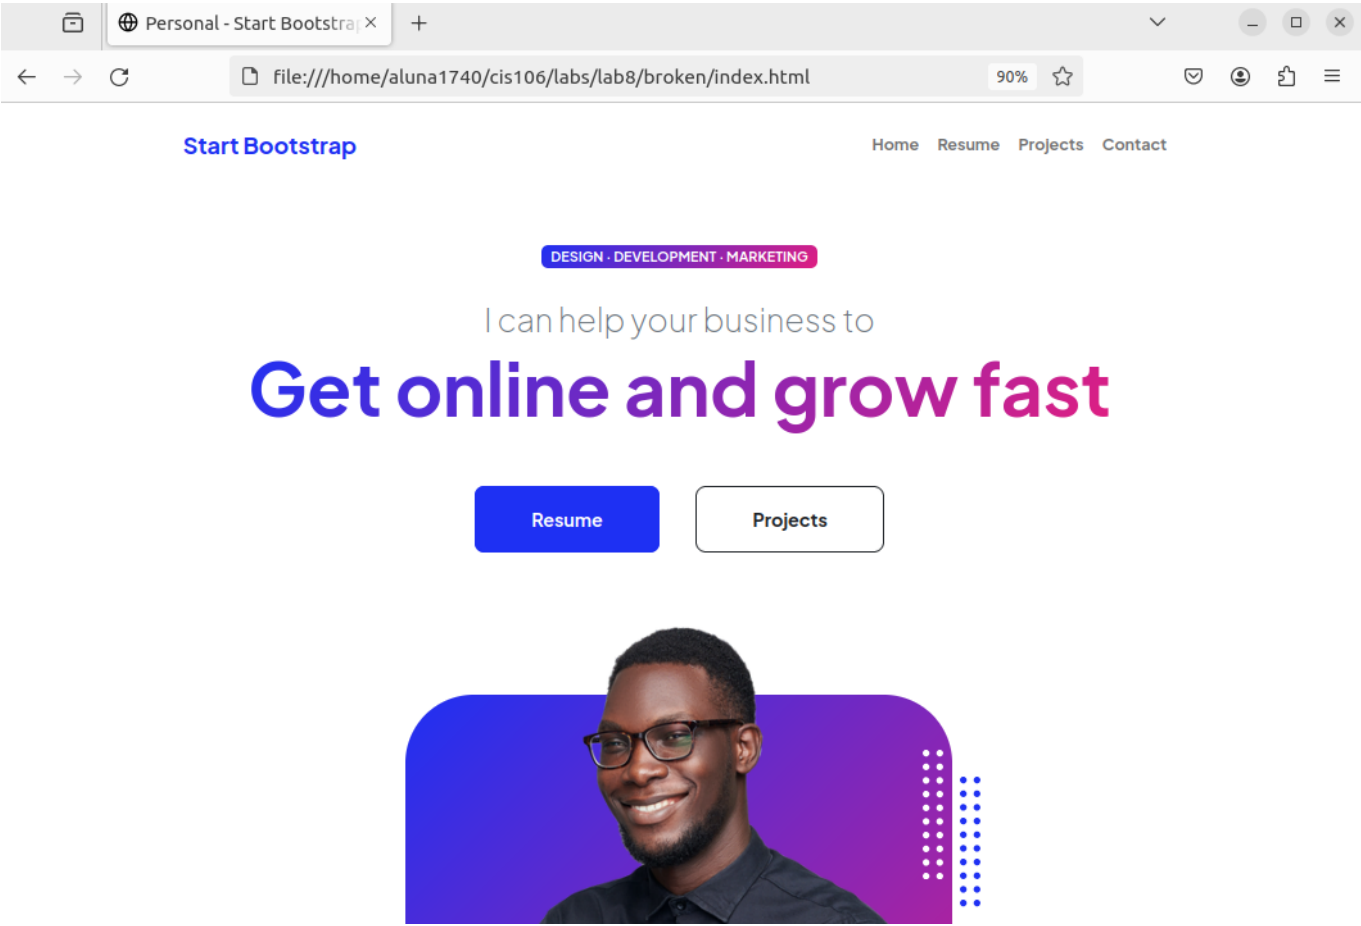 Personal - Start Bootstra
file:///home/aluna1740/cis106/labs/lab8/broken/index.html 90%
Start Bootstrap Home Resume Projects Contact
DESIGN · DEVELOPMENT · MARKETING
I can help your business to
Get online and grow fast
Resume Projects